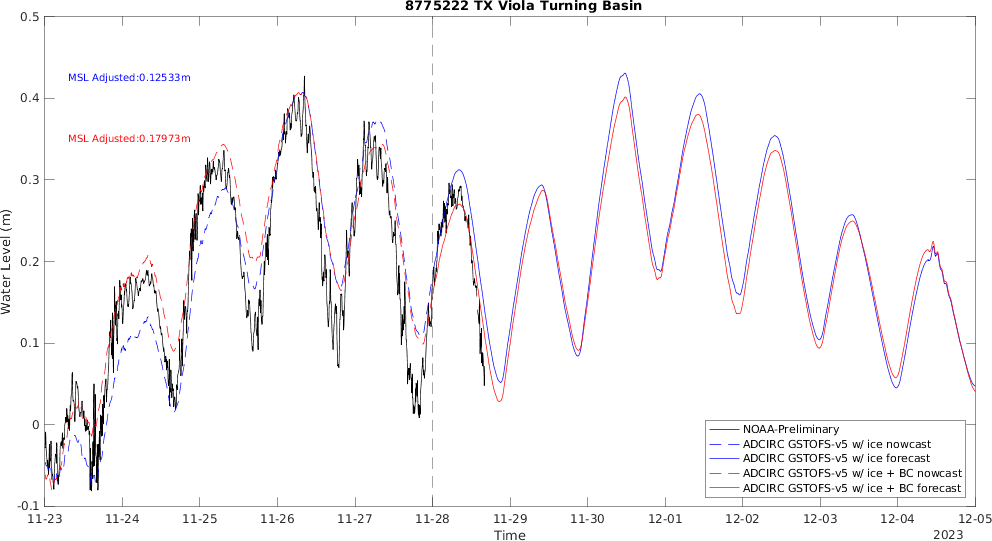 8775222 TX Viola Turning Basin
0.5
MSL Adjusted:0.12533m
0.4
MSL Adjusted:0.17973m
0.3
Water Level (m)
0.2
0.1
0
-0.1
NOAA-Preliminary
ADCIRC GSTOFS-v5 w/ ice nowcast
ADCIRC GSTOFS-v5 w/ ice forecast
ADCIRC GSTOFS-v5 w/ ice + BC nowcast
ADCIRC GSTOFS-v5 w/ ice + BC forecast
11-23 11-24 11-25 11-26 11-27 11-28 11-29 11-30 12-01 12-02 12-03 12-04 12-05
Time
2023